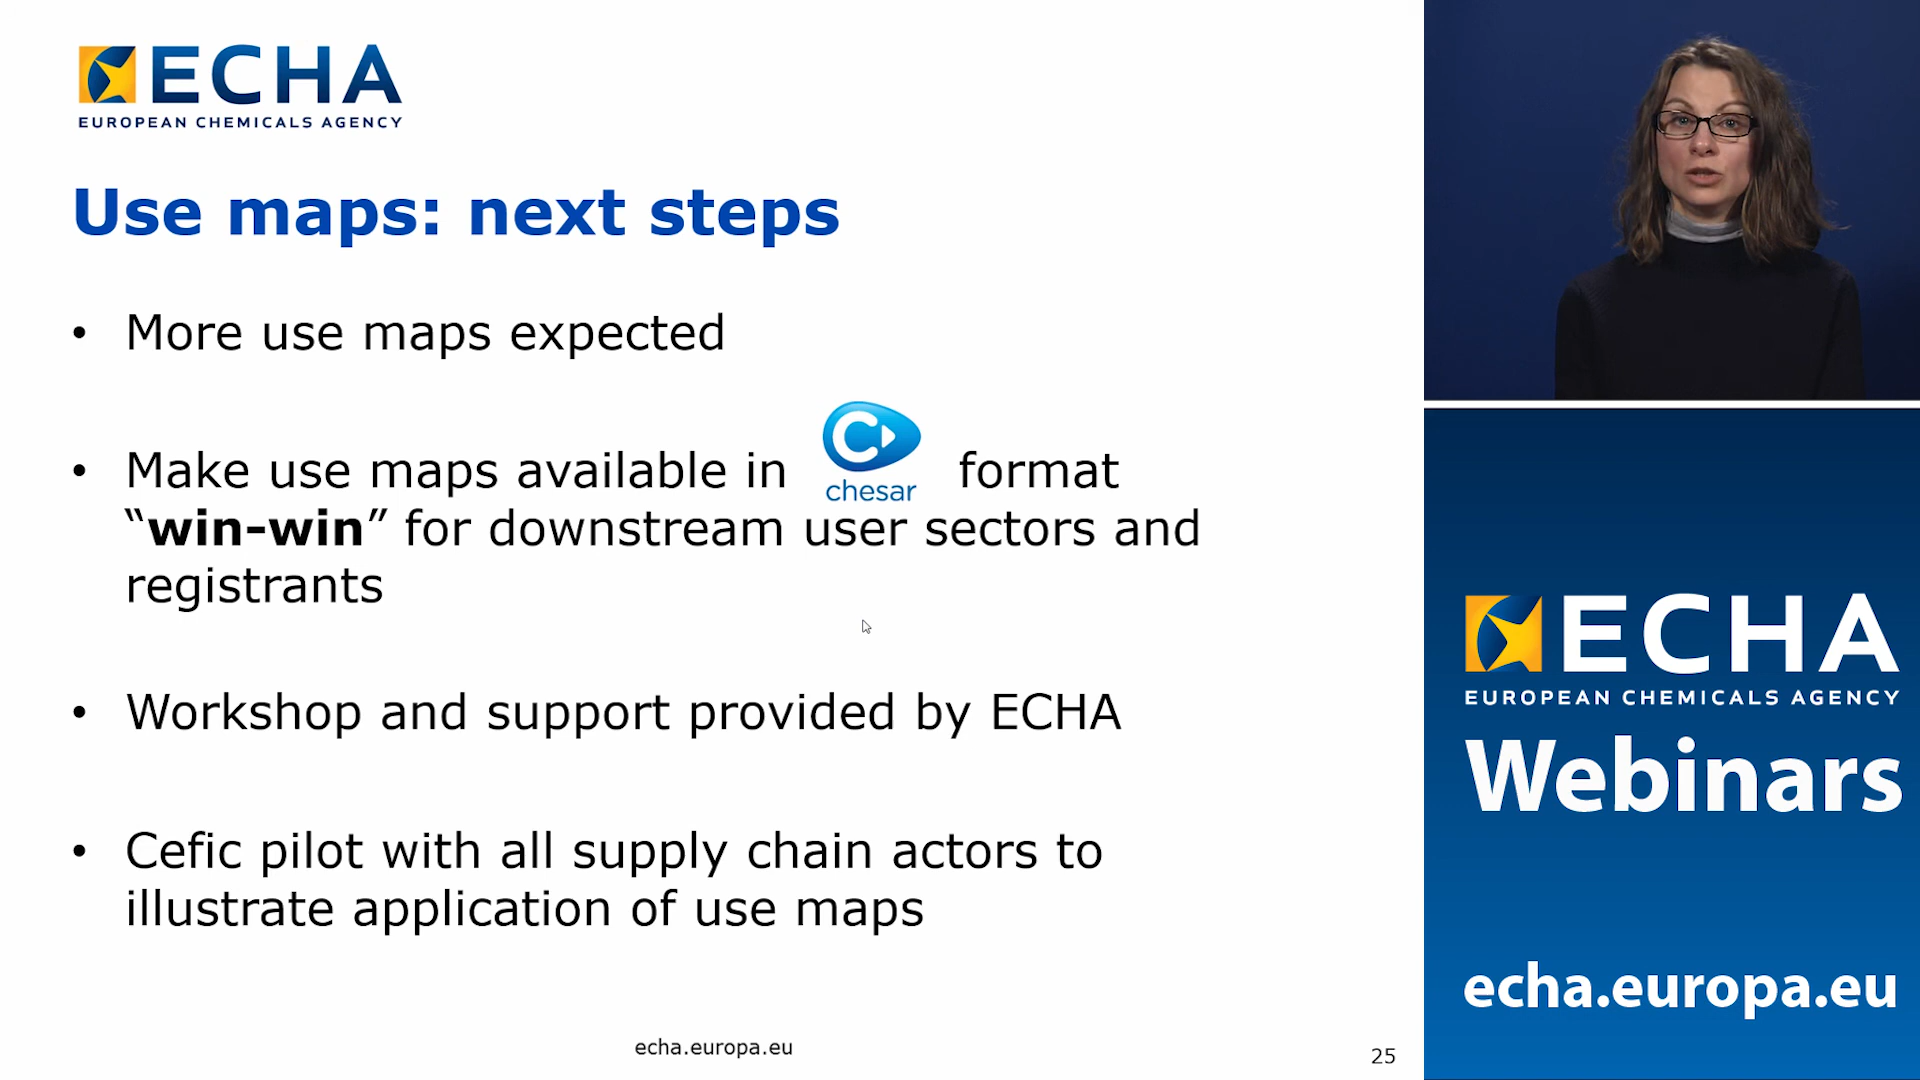 ECHA
EUROPEAN CHEMICALS AGENCY
Use maps: next steps
• More use maps expected
• Make use maps available in chesar format
“win-win” for downstream user sectors and
registrants
• Workshop and support provided by ECHA
• Cefic pilot with all supply chain actors to
illustrate application of use maps
echa.europa.eu
25
ECHA
EUROPEAN CHEMICALS AGENCY
Webinars
echa.europa.eu